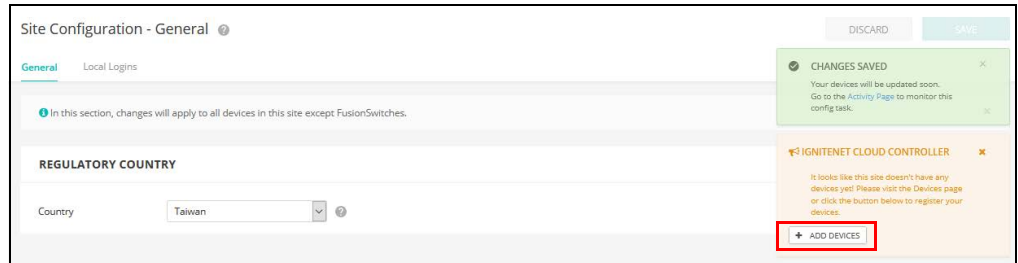 Site Configuration - General
DISCARD
SAVE
General
Local Logins
CHANGES SAVED
Your devices will be updated soon.
Go to the Activity Page to monitor this
config task.
In this section, changes will apply to all devices in this site except FusionSwitches.
IGNITENET CLOUD CONTROLLER
It looks like this site doesn't have any
devices yet! Please visit the Devices page
or click the button below to register your
devices.
+ ADD DEVICES
REGULATORY COUNTRY
Country
Taiwan